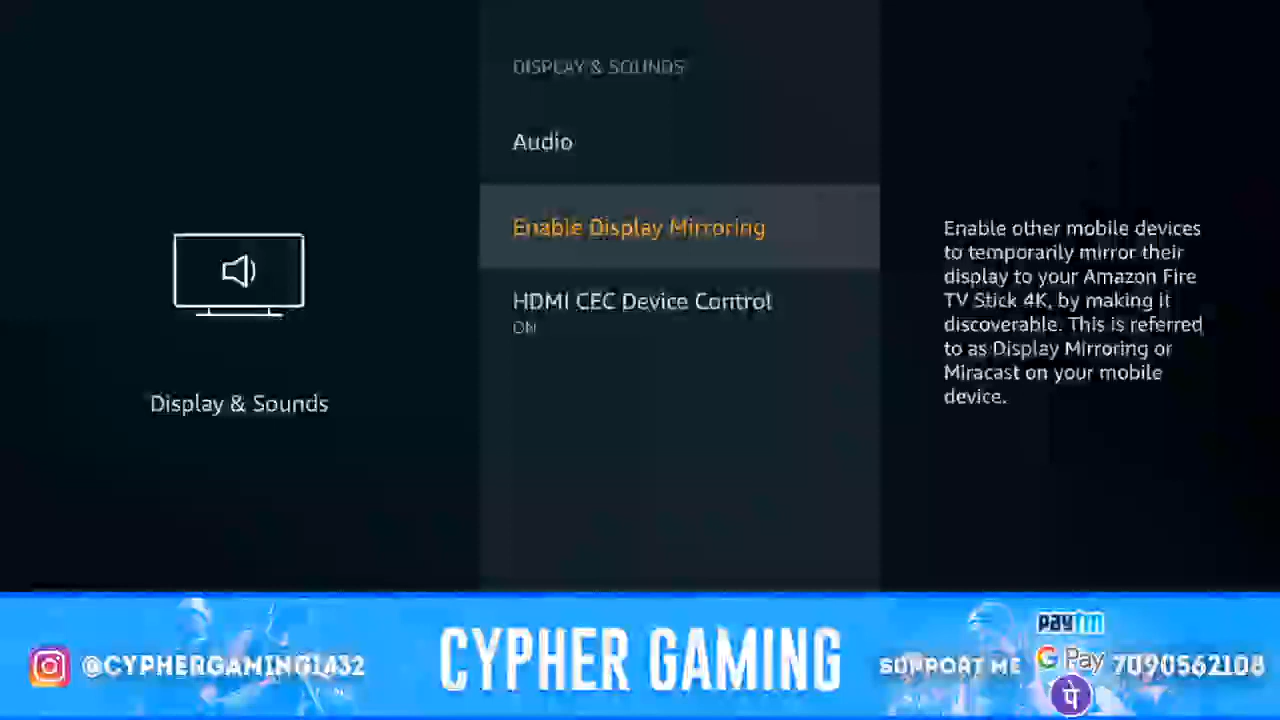 DISPLAY & SOUNDS
Audio
Enable Display Mirroring
HDMI CEC Device Control
ON
Display & Sounds
Enable other mobile devices
to temporarily mirror their
display to your Amazon Fire
TV Stick 4K, by making it
discoverable. This is referred
to as Display Mirroring or
Miracast on your mobile
device.
@CYPHERGAMING1432
CYPHER GAMING
SUPPORT ME
paytm
G Pay
पे
7090562108